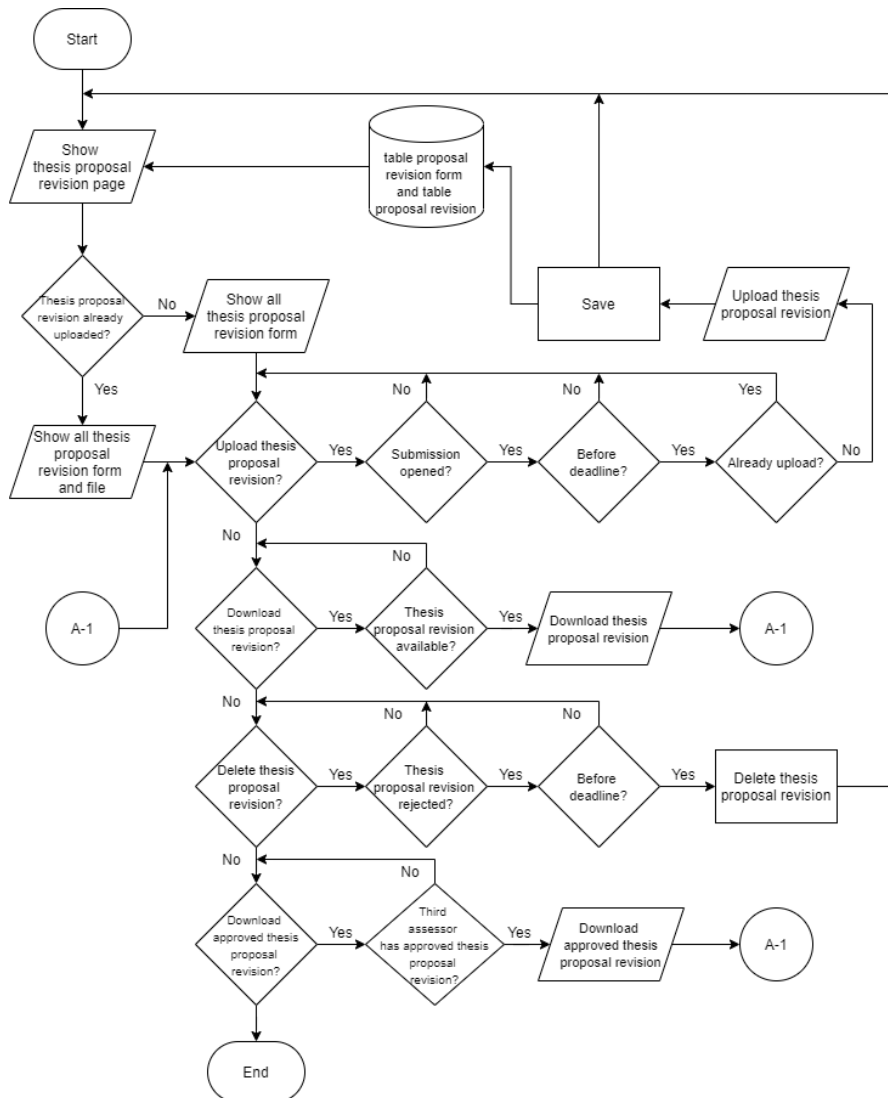 Start
Show
thesis proposal
revision page
table proposal
revision form
and table
proposal revision
Save
Upload thesis
proposal revision
Thesis proposal
revision already
uploaded?
No
Show all
thesis proposal
revision form
Yes
No
No
Yes
Show all thesis
proposal
revision form
and file
Upload thesis
proposal
revision?
Yes
Submission
opened?
Yes
Before
deadline?
Yes
Already upload?
No
No
No
A-1
Download
thesis proposal
revision?
Yes
Thesis
proposal revision
available?
Yes
Download thesis
proposal revision
A-1
No
No
No
Delete thesis
proposal
revision?
Yes
Thesis
proposal revision
rejected?
Yes
Before
deadline?
Yes
Delete thesis
proposal revision
No
No
Download
approved thesis
proposal
revision?
Yes
Third
assessor
has approved thesis
proposal
revision?
Yes
Download
approved thesis
proposal revision
A-1
End